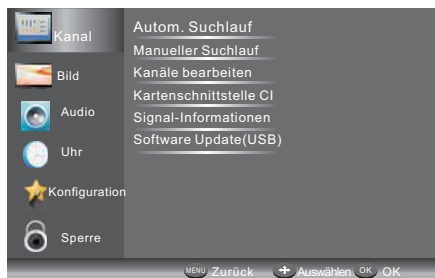 Kanal
Bild
Audio
Uhr
Konfiguration
Sperre
Autom. Suchlauf
Manueller Suchlauf
Kanäle bearbeiten
Kartenschnittstelle CI
Signal-Informationen
Software Update(USB)
MENU Zurück Auswählen OK OK